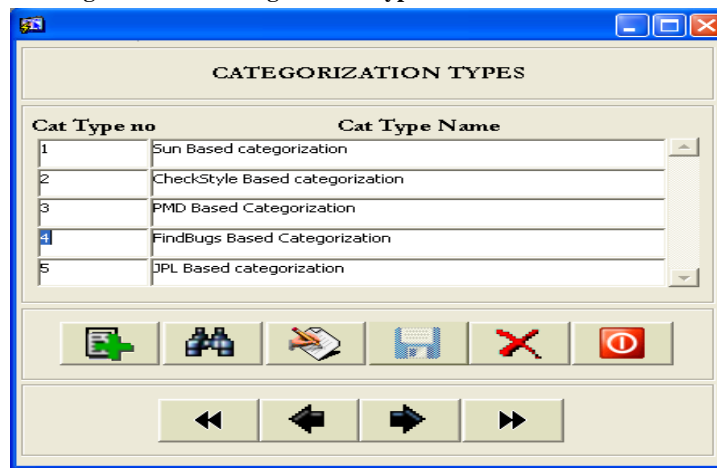 CATEGORIZATION TYPES
Cat Type no Cat Type Name
1 Sun Based categorization
2 CheckStyle Based categorization
3 PMD Based Categorization
4 FindBugs Based Categorization
5 JPL Based categorization